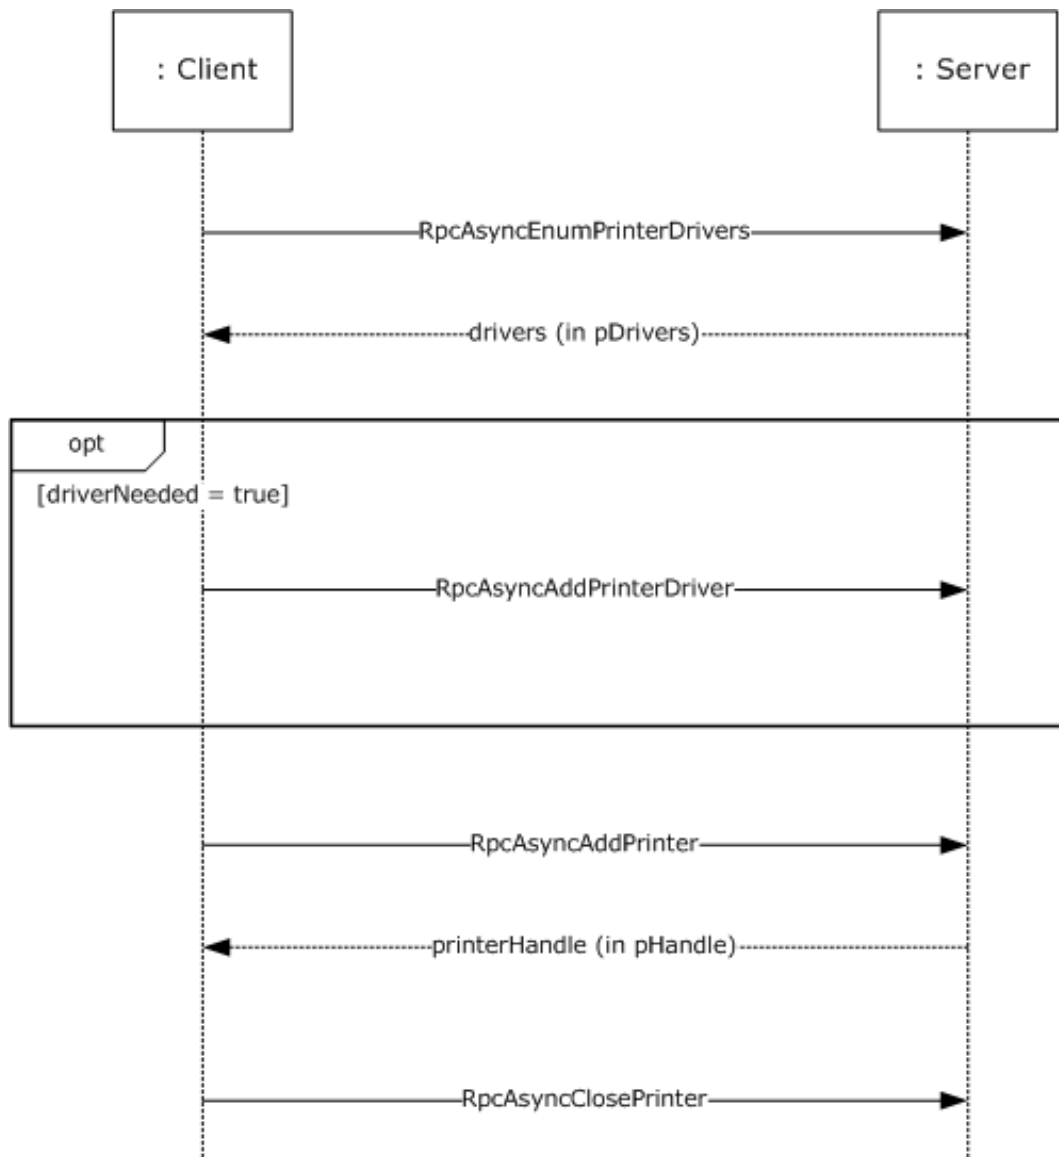 : Client
: Server
RpcAsyncEnumPrinterDrivers
drivers (in pDrivers)
opt
[driverNeeded = true]
RpcAsyncAddPrinterDriver
RpcAsyncAddPrinter
printerHandle (in pHandle)
RpcAsyncClosePrinter